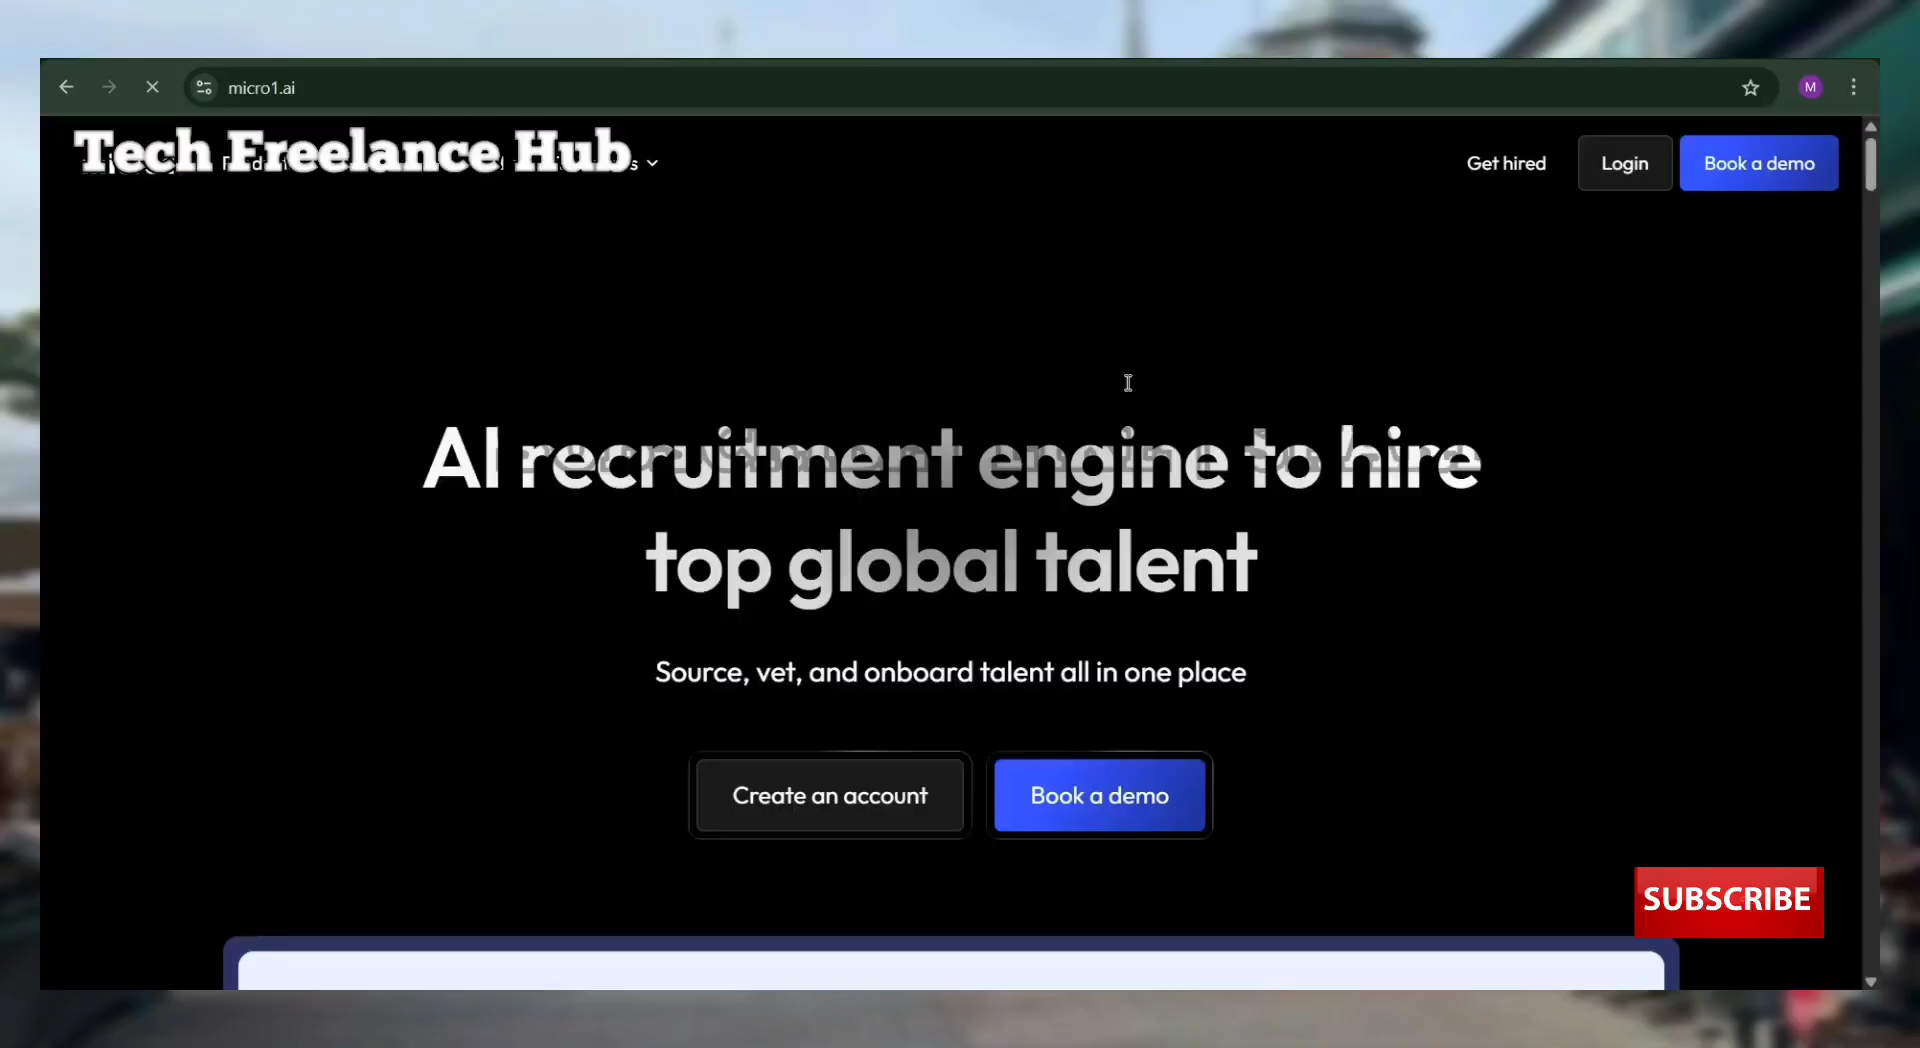 micro1.ai
M
Tech Freelance Hub
Get hired
Login
Book a demo
AI recruitment engine to hire
top global talent
Source, vet, and onboard talent all in one place
Create an account
Book a demo
SUBSCRIBE